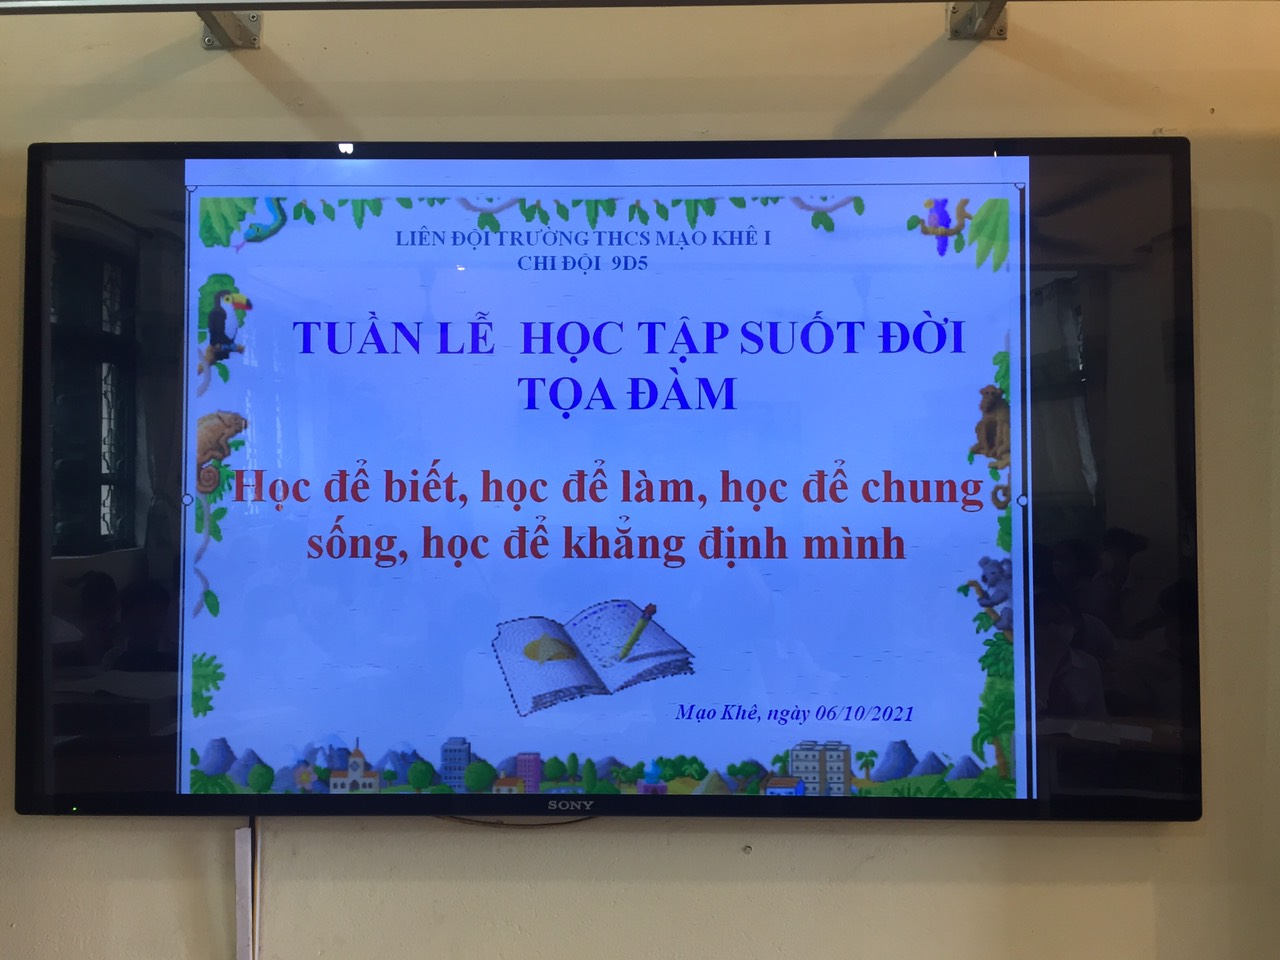 LIÊN ĐỘI TRƯỜNG THCS MẠO KHÊ I
CHI ĐỘI 9D5
TUẦN LỄ HỌC TẬP SUỐT ĐỜI
TỌA ĐÀM
Học để biết, học để làm, học để chung
sống, học để khẳng định mình
Mạo Khê, ngày 06/10/2021
NIA
SONY